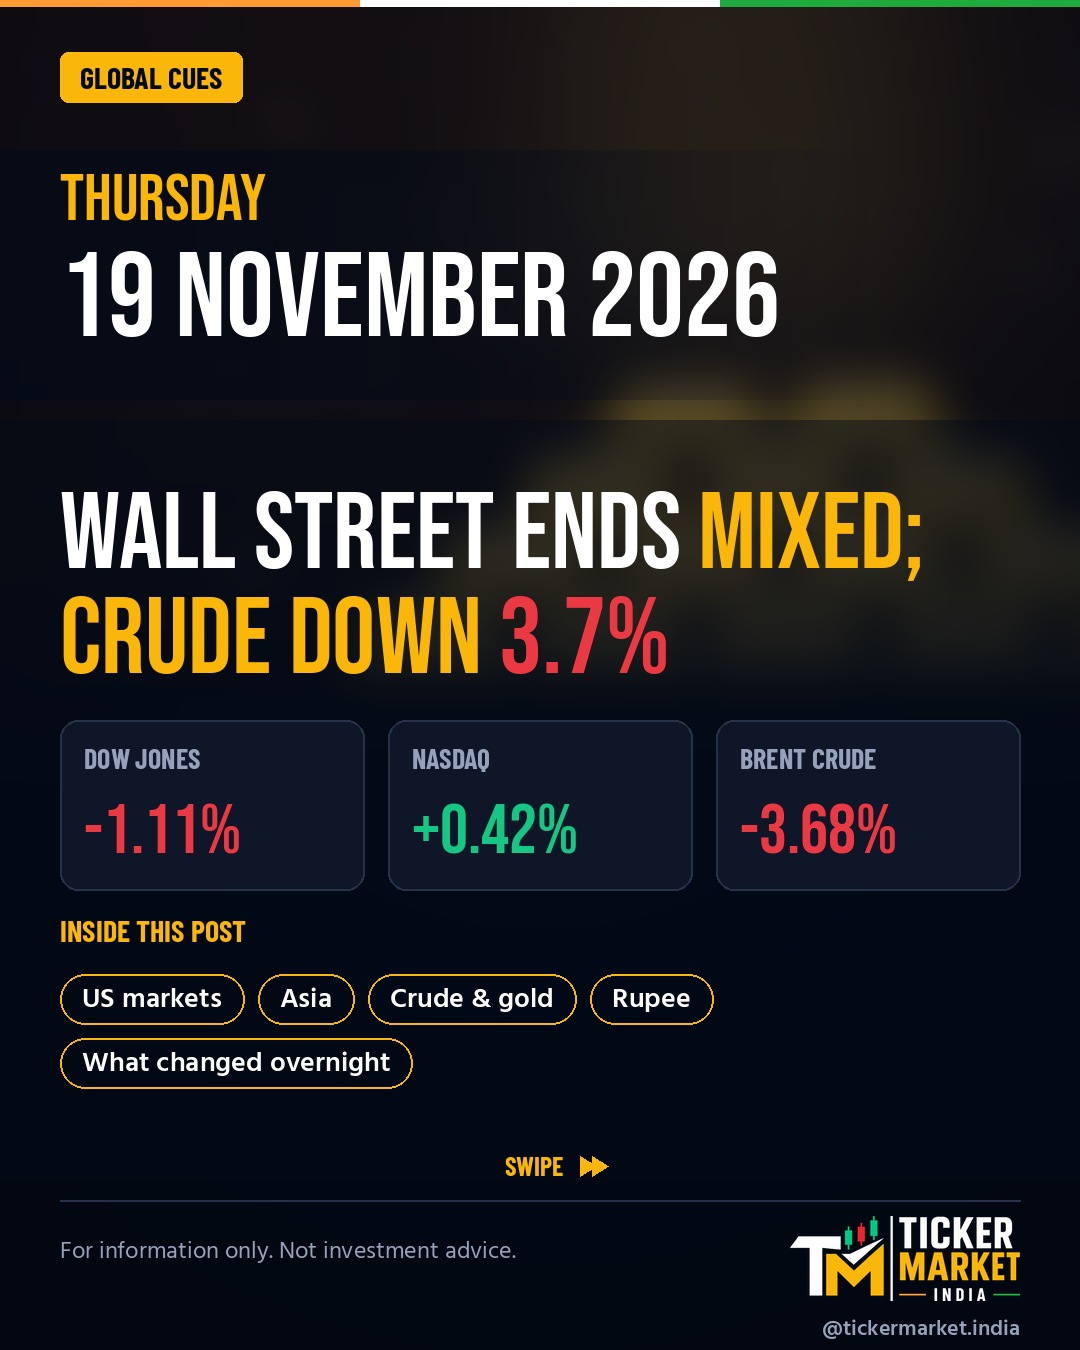 GLOBAL CUES
THURSDAY
19 NOVEMBER 2026
WALL STREET ENDS MIXED;
CRUDE DOWN 3.7%
DOW JONES
-1.11%
NASDAQ
+0.42%
BRENT CRUDE
-3.68%
INSIDE THIS POST
US markets
Asia
Crude & gold
Rupee
What changed overnight
SWIPE
For information only. Not investment advice.
TM
TICKER
MARKET
INDIA
@tickermarket.india